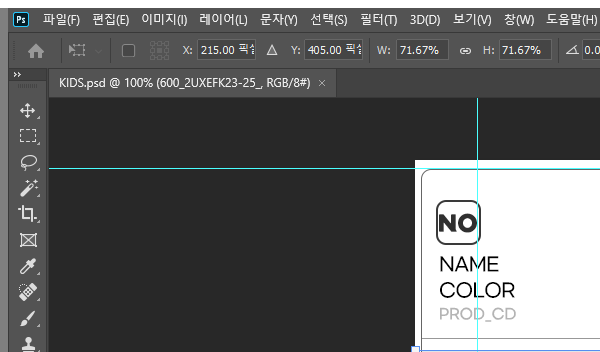 Ps 파일(F) 편집(E) 이미지(I) 레이어(L) 문자(Y) 선택(S) 필터(T) 3D(D) 보기(V) 창(W) 도움말(H)
X: 215.00 픽셀 Y: 405.00 픽셀 W: 71.67% H: 71.67% 0.0
KIDS.psd @ 100% (600_2UXEFK23-25_, RGB/8#) ×
NO
NAME
COLOR
PROD_CD